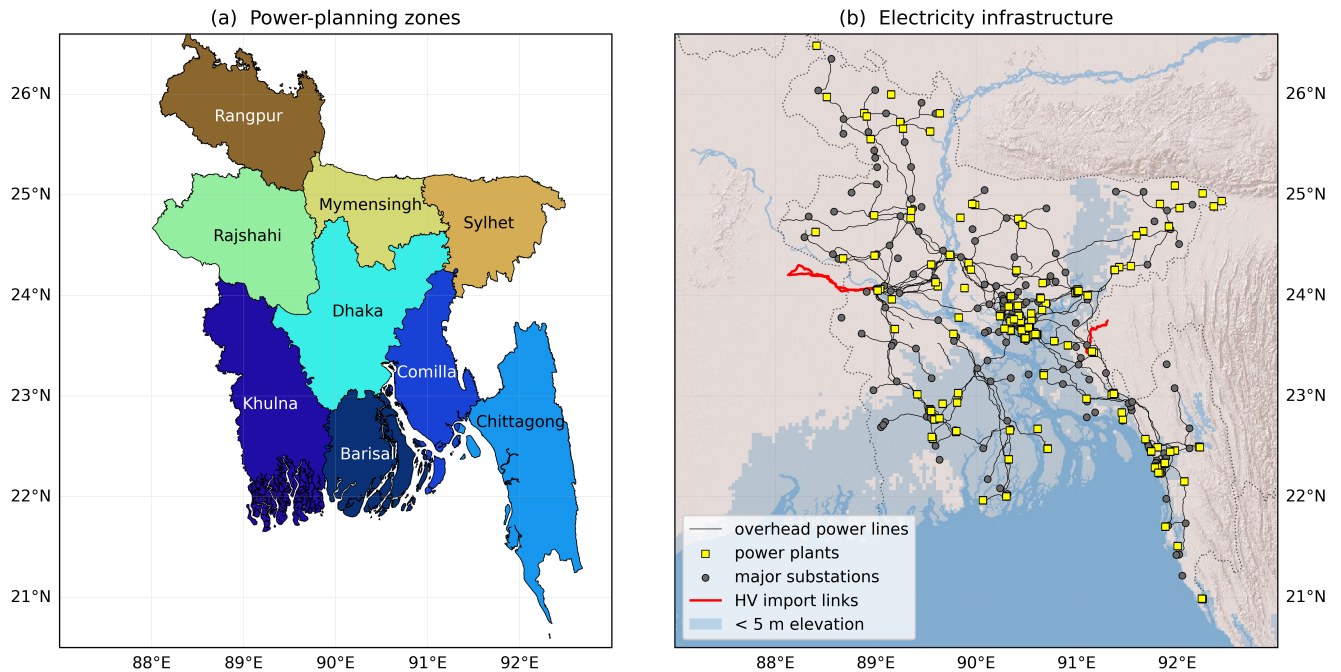 (a)  Power-planning zones
(b)  Electricity infrastructure
26°N
25°N
24°N
23°N
22°N
21°N
88°E
89°E
90°E
91°E
92°E
Rangpur
Mymensingh
Sylhet
Rajshahi
Dhaka
Comilla
Khulna
Chittagong
Barisal
overhead power lines
power plants
major substations
HV import links
< 5 m elevation
88°E
89°E
90°E
91°E
92°E
26°N
25°N
24°N
23°N
22°N
21°N